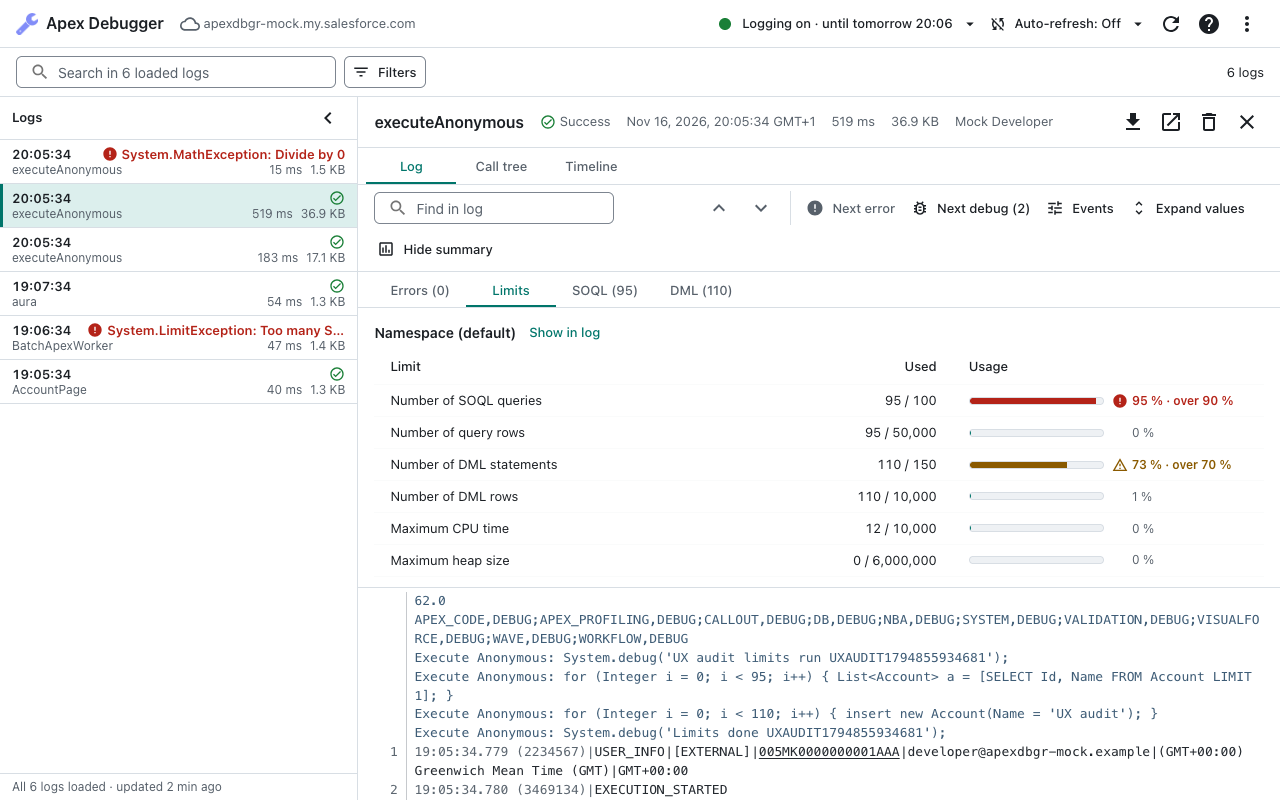 Apex Debugger
apexdbgr-mock.my.salesforce.com
Logging on · until tomorrow 20:06
Auto-refresh: Off
Search in 6 loaded logs
Filters
6 logs
Logs
20:05:34 System.MathException: Divide by 0
executeAnonymous 15 ms 1.5 KB
20:05:34
executeAnonymous 519 ms 36.9 KB
20:05:34
executeAnonymous 183 ms 17.1 KB
19:07:34
aura 54 ms 1.3 KB
19:06:34 System.LimitException: Too many S...
BatchApexWorker 47 ms 1.4 KB
19:05:34
AccountPage 40 ms 1.3 KB
All 6 logs loaded · updated 2 min ago
executeAnonymous Success Nov 16, 2026, 20:05:34 GMT+1 519 ms 36.9 KB Mock Developer
Log Call tree Timeline
Find in log
Next error Next debug (2) Events Expand values
Hide summary
Errors (0) Limits SOQL (95) DML (110)
Namespace (default) Show in log
Limit Used Usage
Number of SOQL queries 95 / 100 95 % · over 90 %
Number of query rows 95 / 50,000 0 %
Number of DML statements 110 / 150 73 % · over 70 %
Number of DML rows 110 / 10,000 1 %
Maximum CPU time 12 / 10,000 0 %
Maximum heap size 0 / 6,000,000 0 %
62.0
APEX_CODE,DEBUG;APEX_PROFILING,DEBUG;CALLOUT,DEBUG;DB,DEBUG;NBA,DEBUG;SYSTEM,DEBUG;VALIDATION,DEBUG;VISUALFO
RCE,DEBUG;WAVE,DEBUG;WORKFLOW,DEBUG
Execute Anonymous: System.debug('UX audit limits run UXAUDIT1794855934681');
Execute Anonymous: for (Integer i = 0; i < 95; i++) { List<Account> a = [SELECT Id, Name FROM Account LIMIT
1]; }
Execute Anonymous: for (Integer i = 0; i < 110; i++) { insert new Account(Name = 'UX audit'); }
Execute Anonymous: System.debug('Limits done UXAUDIT1794855934681');
1 19:05:34.779 (2234567)|USER_INFO|[EXTERNAL]|005MK0000000001AAA|developer@apexdbgr-mock.example|(GMT+00:00)
Greenwich Mean Time (GMT)|GMT+00:00
2 19:05:34.780 (3469134)|EXECUTION_STARTED